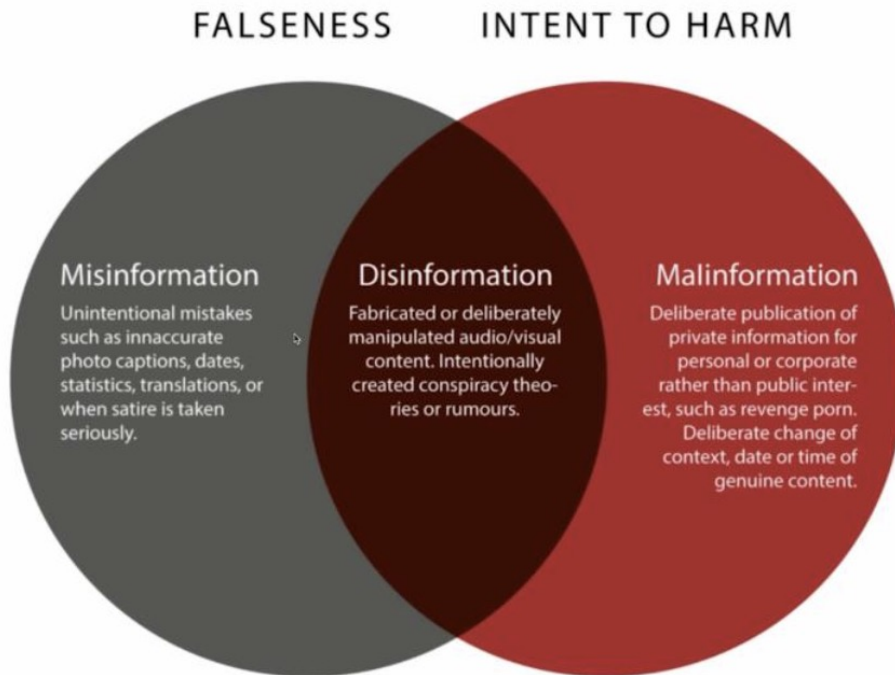 FALSENESS
INTENT TO HARM
Misinformation
Unintentional mistakes
such as innaccurate
photo captions, dates,
statistics, translations, or
when satire is taken
seriously.
Disinformation
Fabricated or deliberately
manipulated audio/visual
content. Intentionally
created conspiracy theo-
ries or rumours.
Malinformation
Deliberate publication of
private information for
personal or corporate
rather than public inter-
est, such as revenge porn.
Deliberate change of
context, date or time of
genuine content.